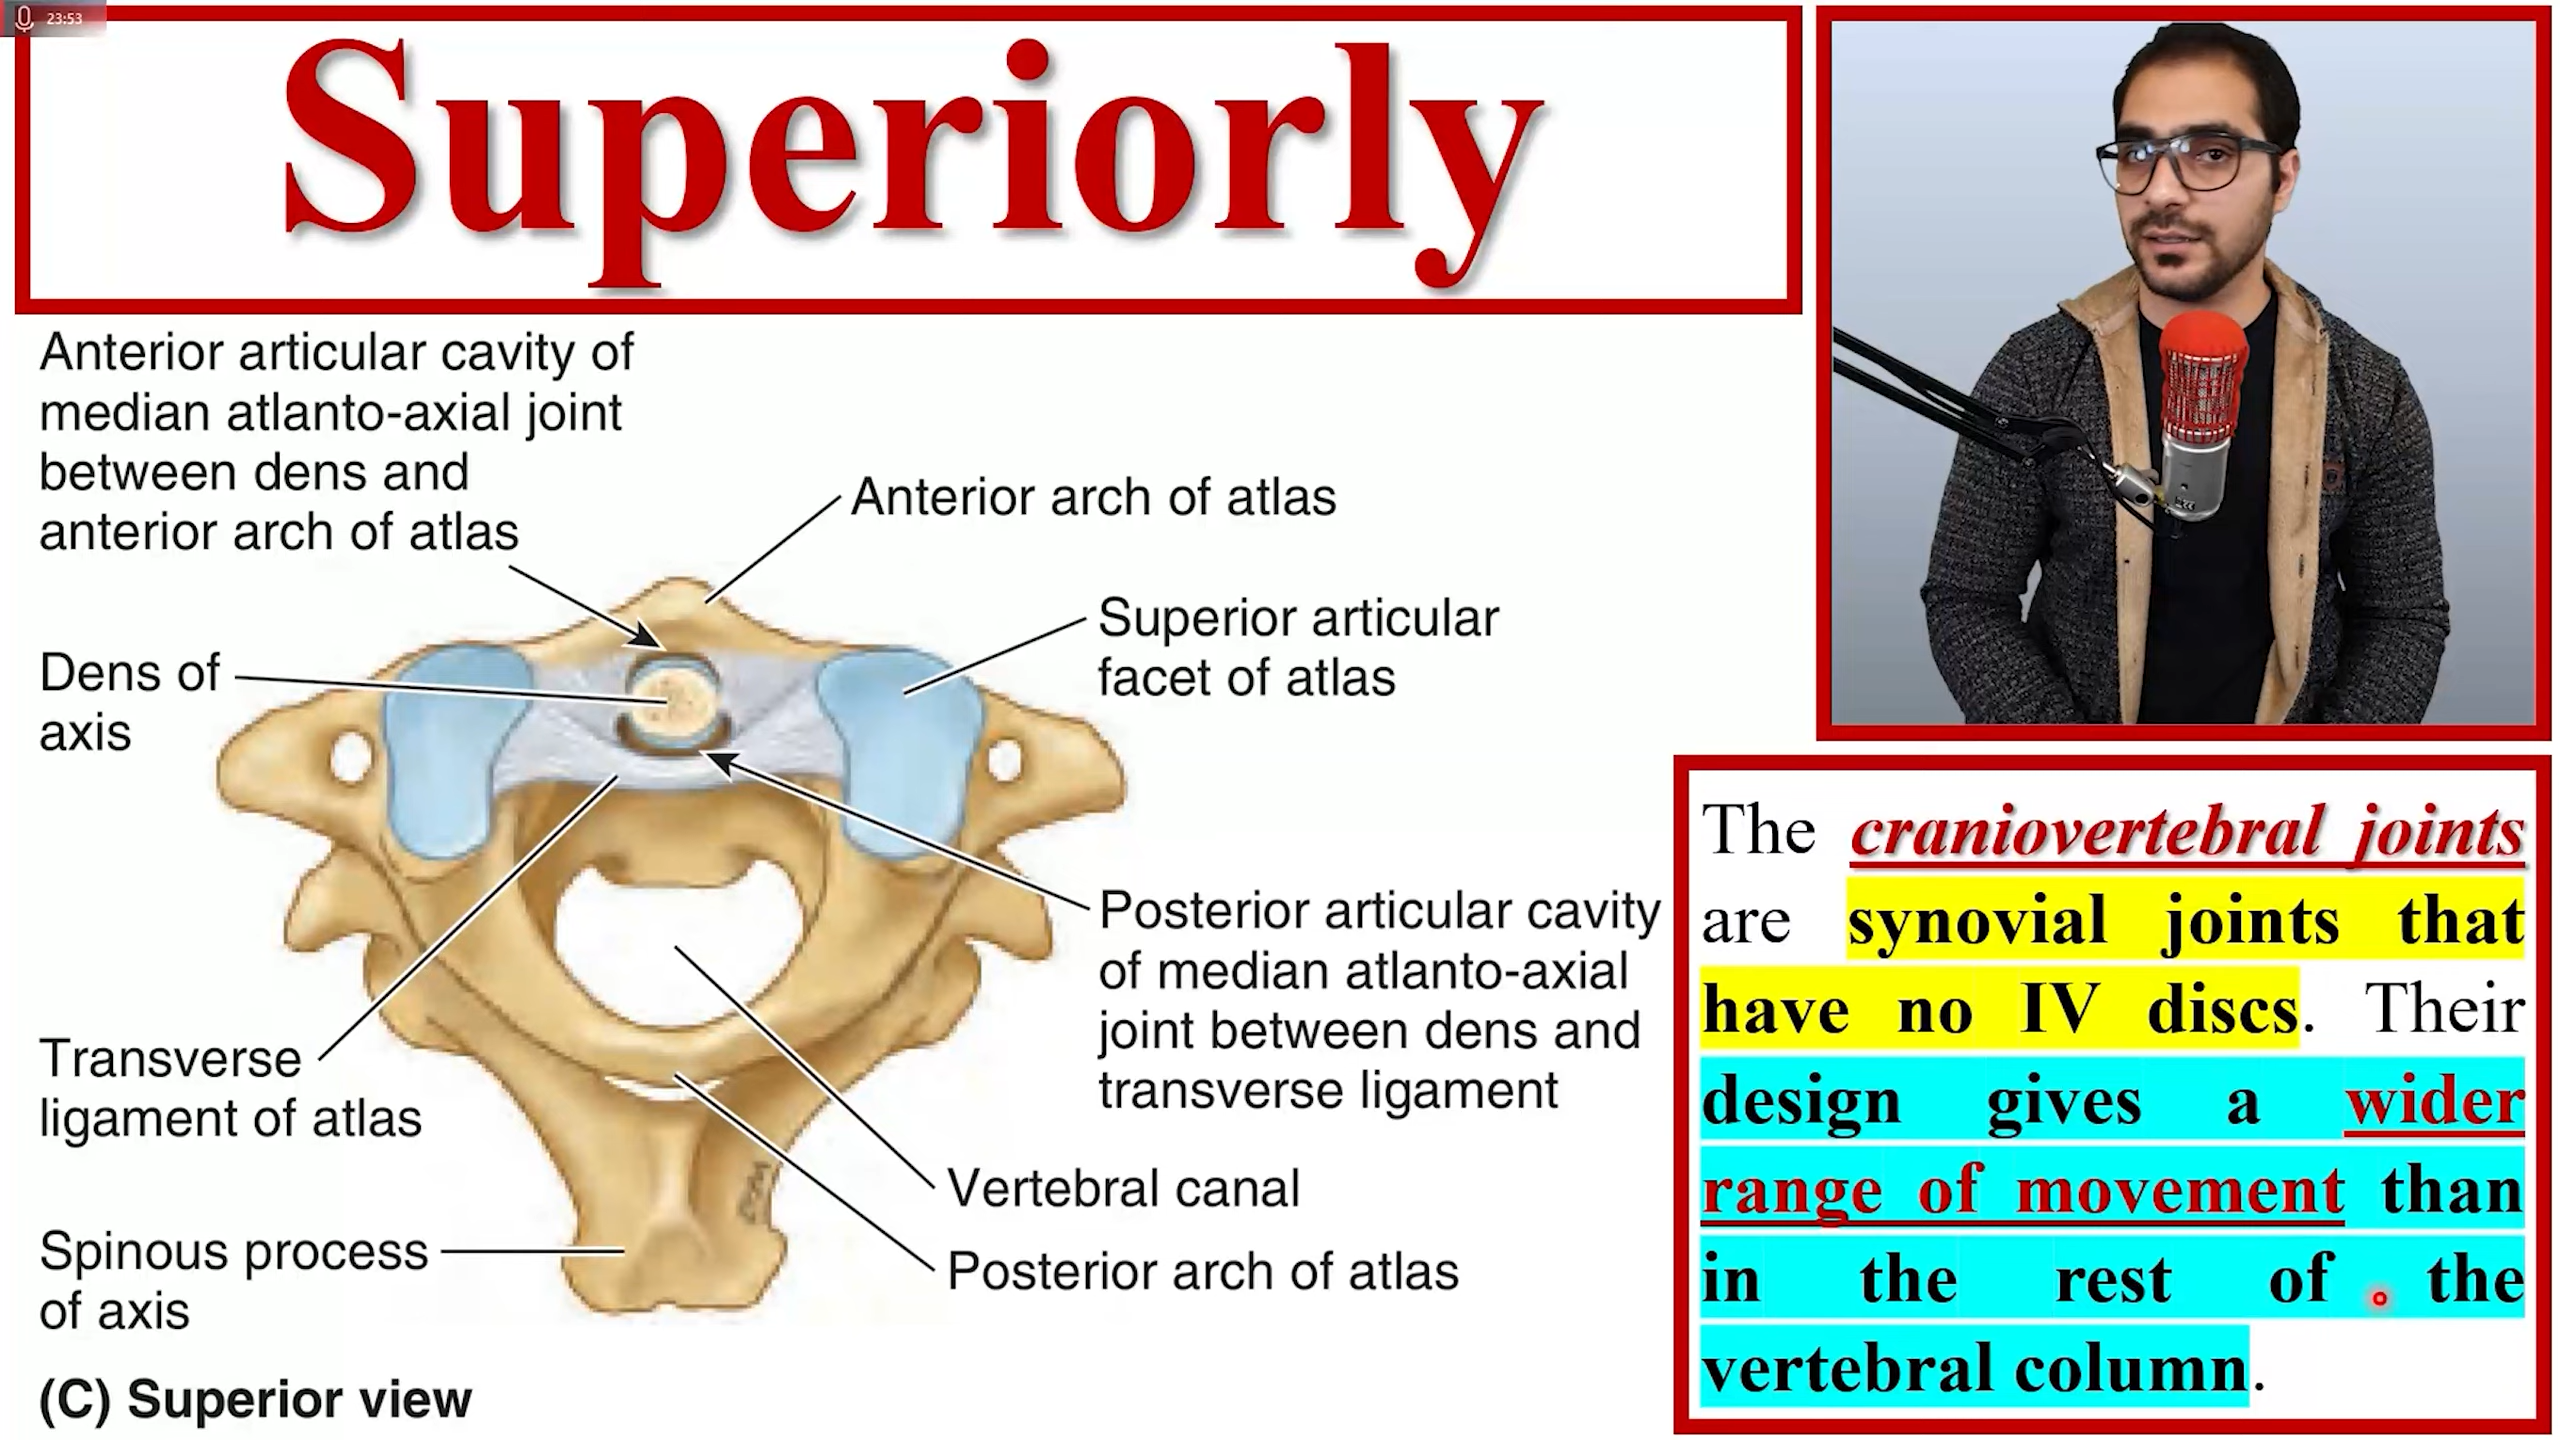 23:53
Superiorly
Anterior articular cavity of
median atlanto-axial joint
between dens and
anterior arch of atlas
Anterior arch of atlas
Superior articular
facet of atlas
Dens of
axis
Posterior articular cavity
of median atlanto-axial
joint between dens and
transverse ligament
Transverse
ligament of atlas
Vertebral canal
Spinous process
of axis
Posterior arch of atlas
(C) Superior view
The craniovertebral joints
are synovial joints that
have no IV discs. Their
design gives a wider
range of movement than
in the rest of the
vertebral column.